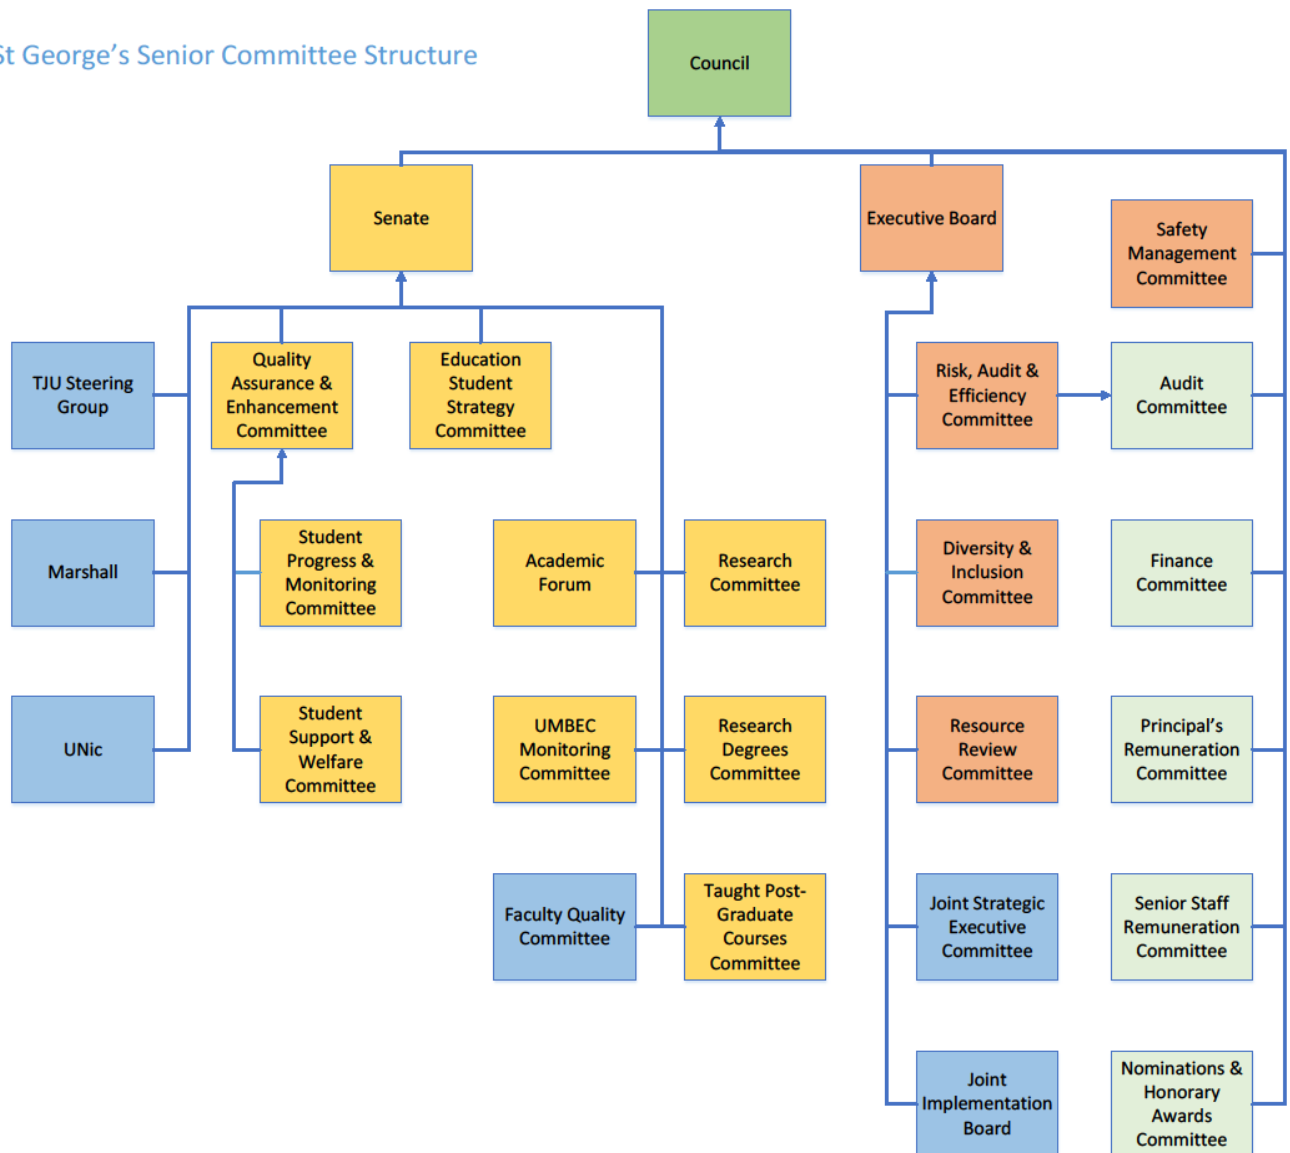 St George's Senior Committee Structure
Council
Senate
Executive Board
Safety
Management
Committee
TJU Steering
Group
Quality
Assurance &
Enhancement
Committee
Education
Student
Strategy
Committee
Risk, Audit &
Efficiency
Committee
Audit
Committee
Marshall
Student
Progress &
Monitoring
Committee
Academic
Forum
Research
Committee
Diversity &
Inclusion
Committee
Finance
Committee
UNic
Student
Support &
Welfare
Committee
UMBEC
Monitoring
Committee
Research
Degrees
Committee
Resource
Review
Committee
Principal's
Remuneration
Committee
Faculty Quality
Committee
Taught Post-
Graduate
Courses
Committee
Joint Strategic
Executive
Committee
Senior Staff
Remuneration
Committee
Joint
Implementation
Board
Nominations &
Honorary
Awards
Committee